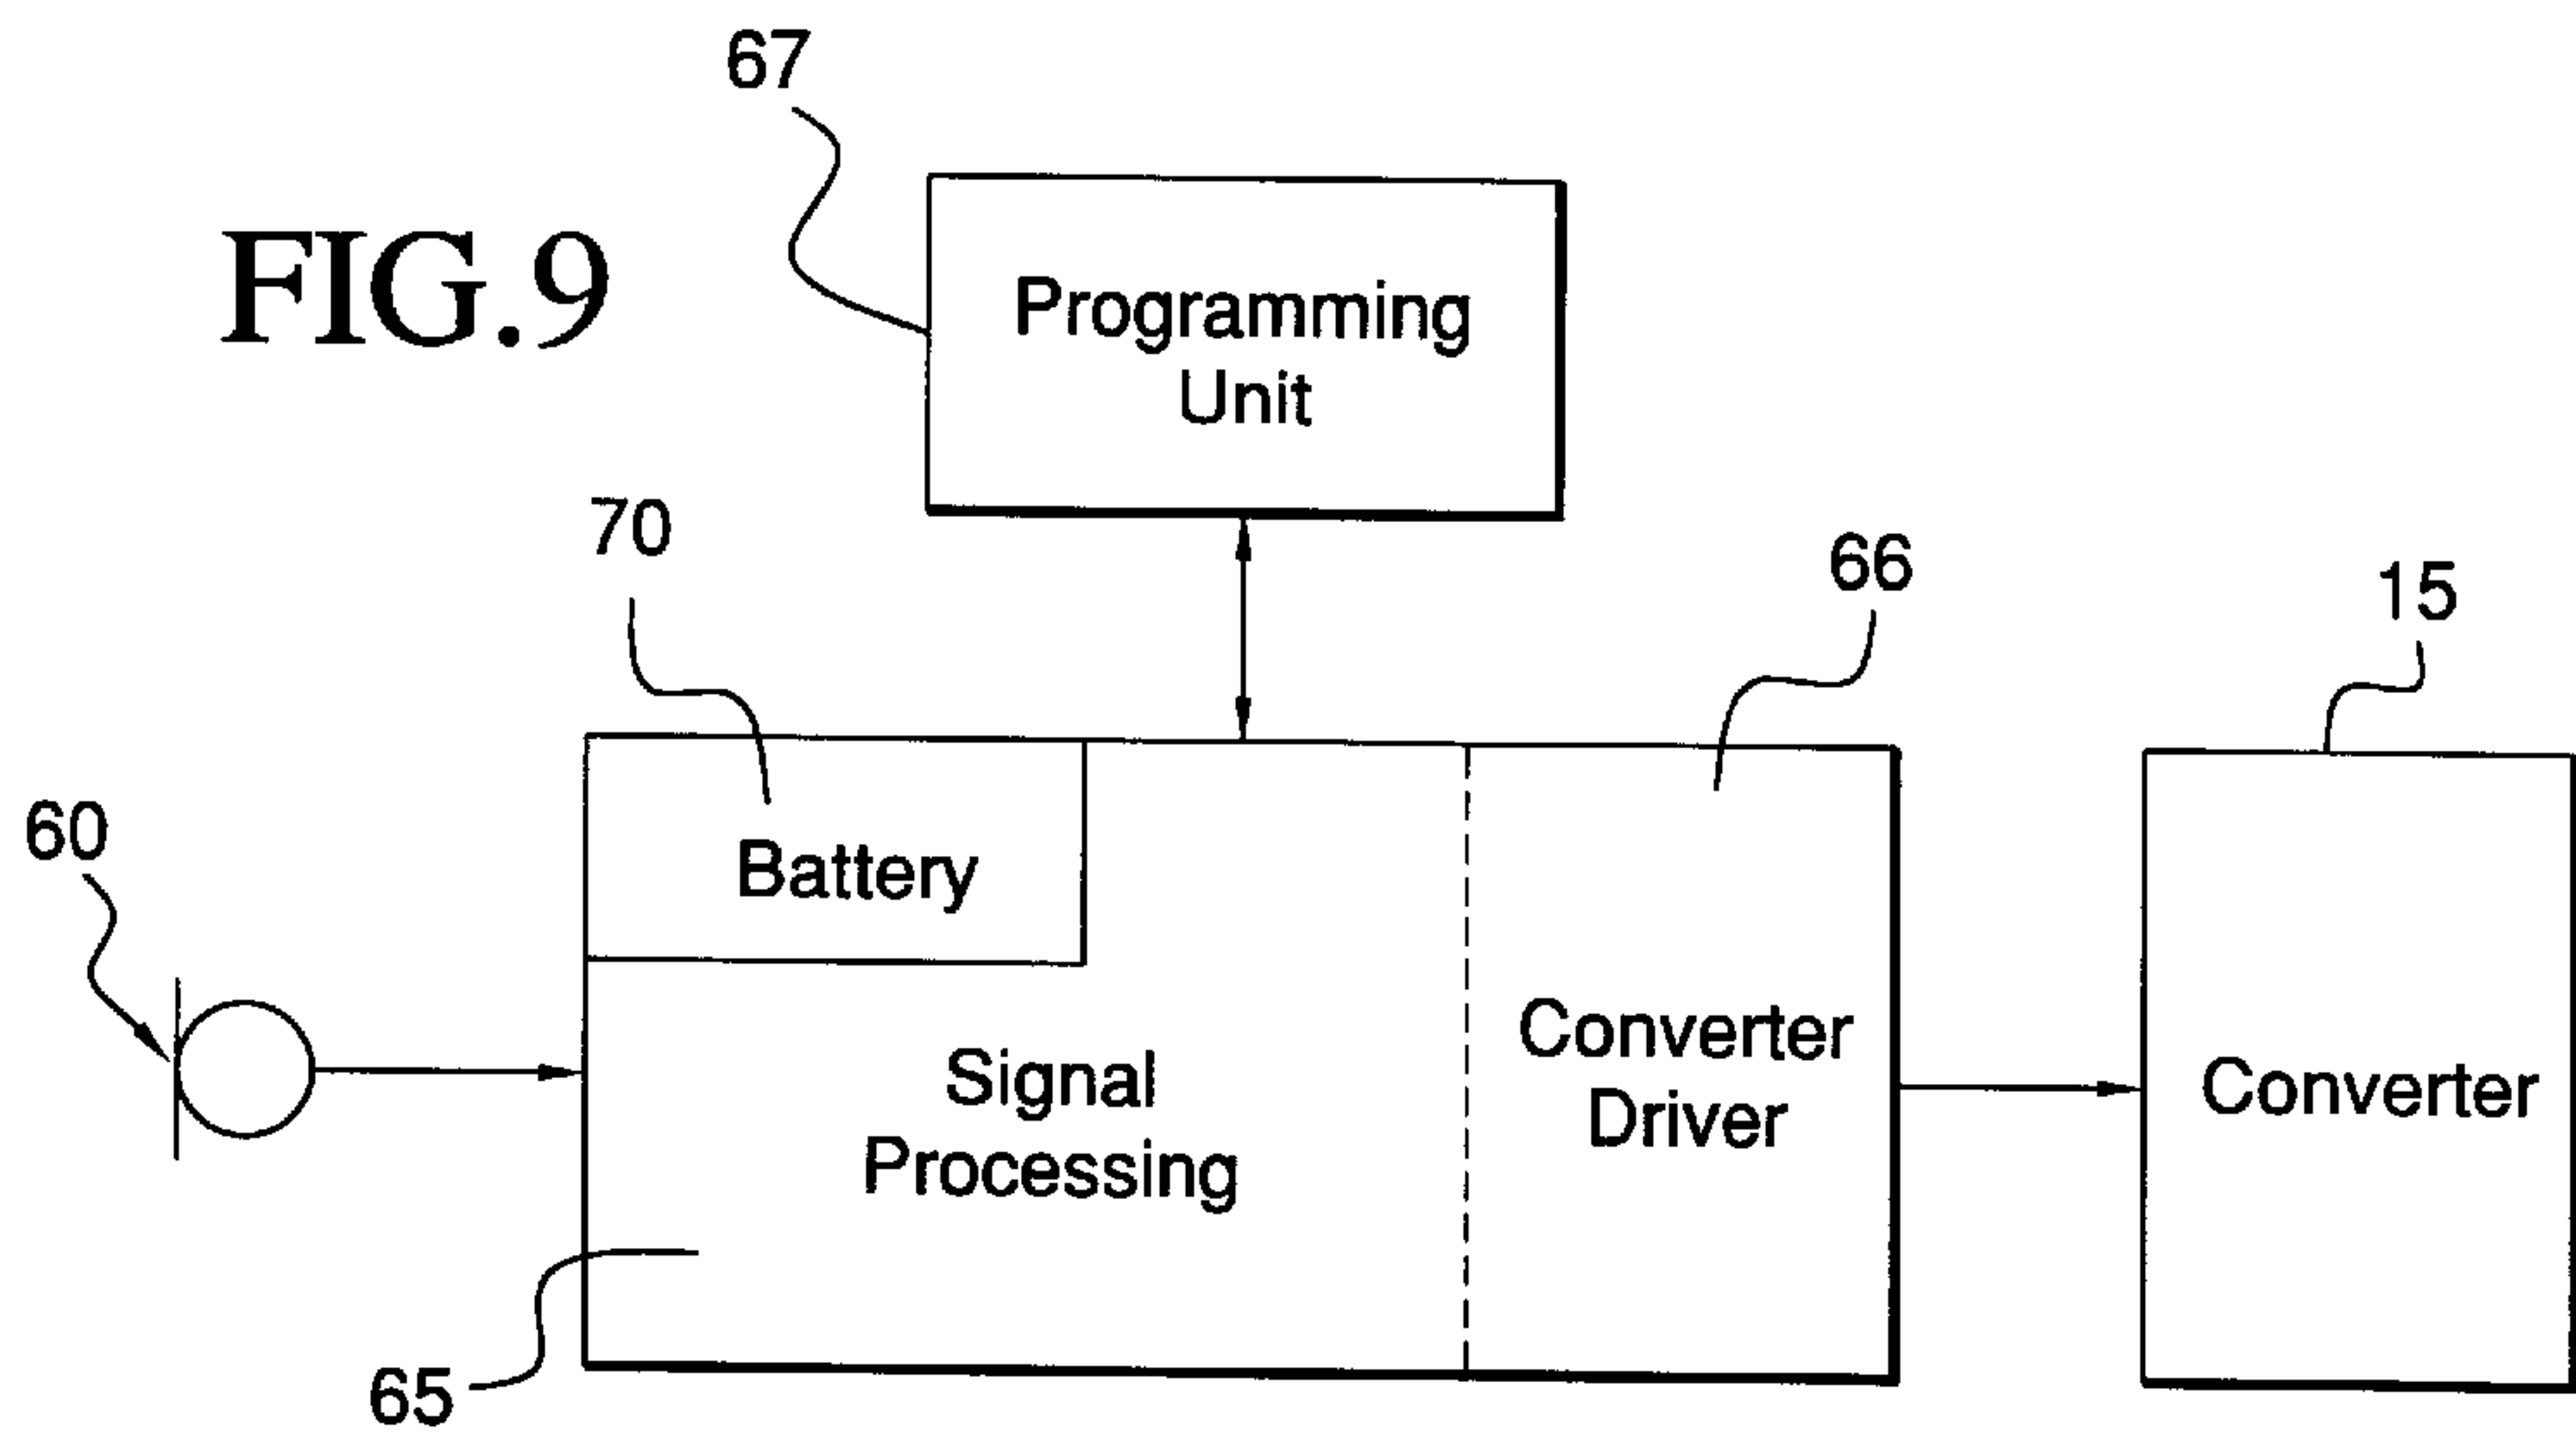 67
FIG.9
Programming
Unit
70
66
15
60
Battery
Signal
Processing
Converter
Driver
Converter
65